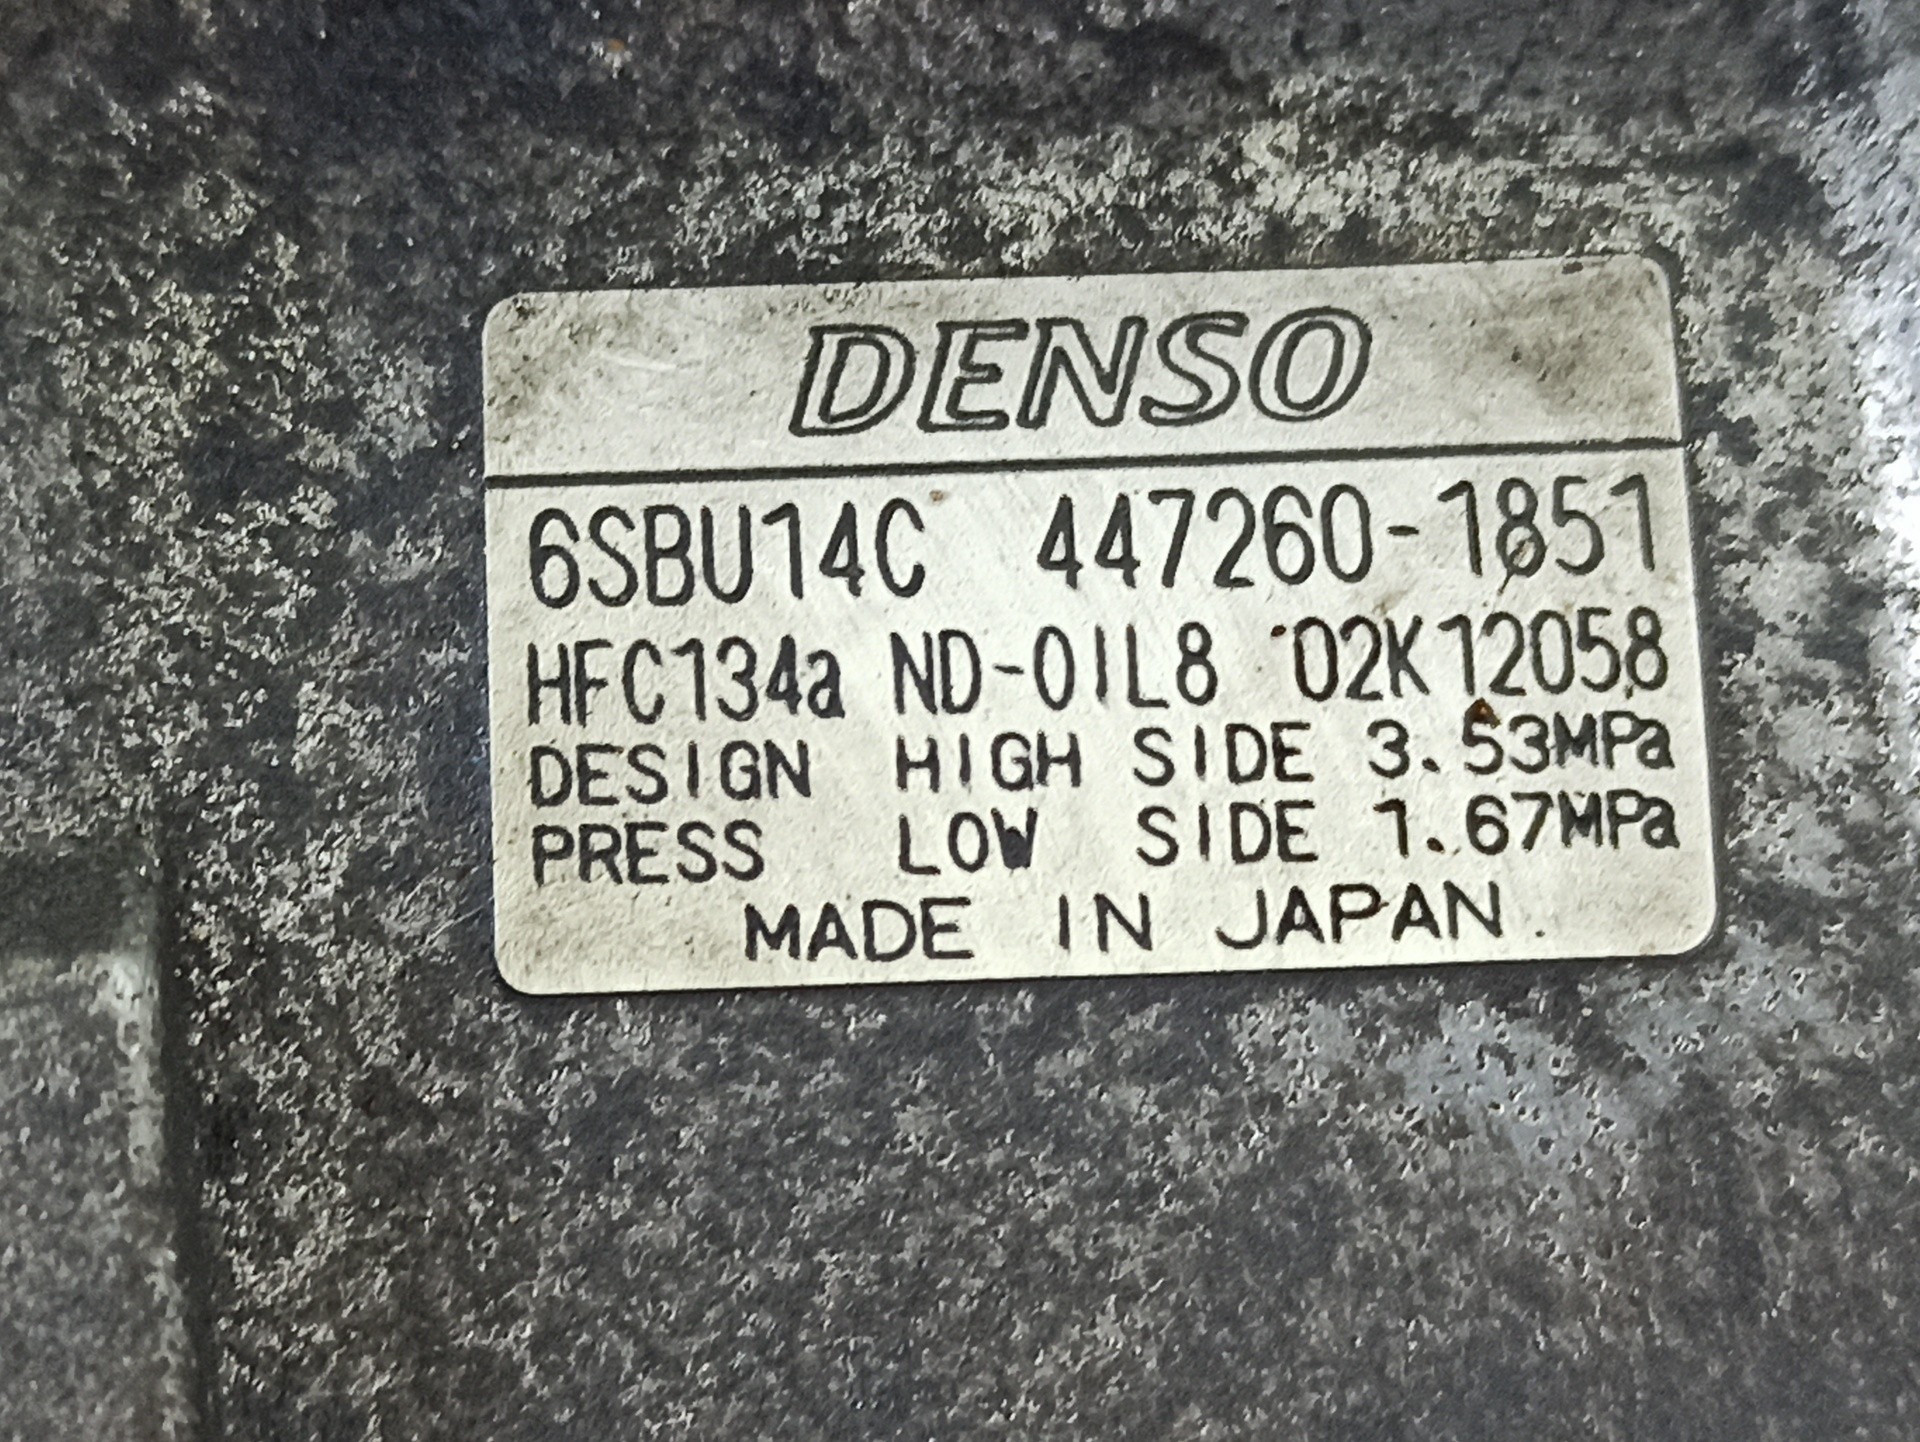 DENSO
6SBU14C 447260-1851
HFC134a ND-OIL8 02K12058
DESIGN HIGH SIDE 3.53MPa
PRESS LOW SIDE 1.67MPa
MADE IN JAPAN.